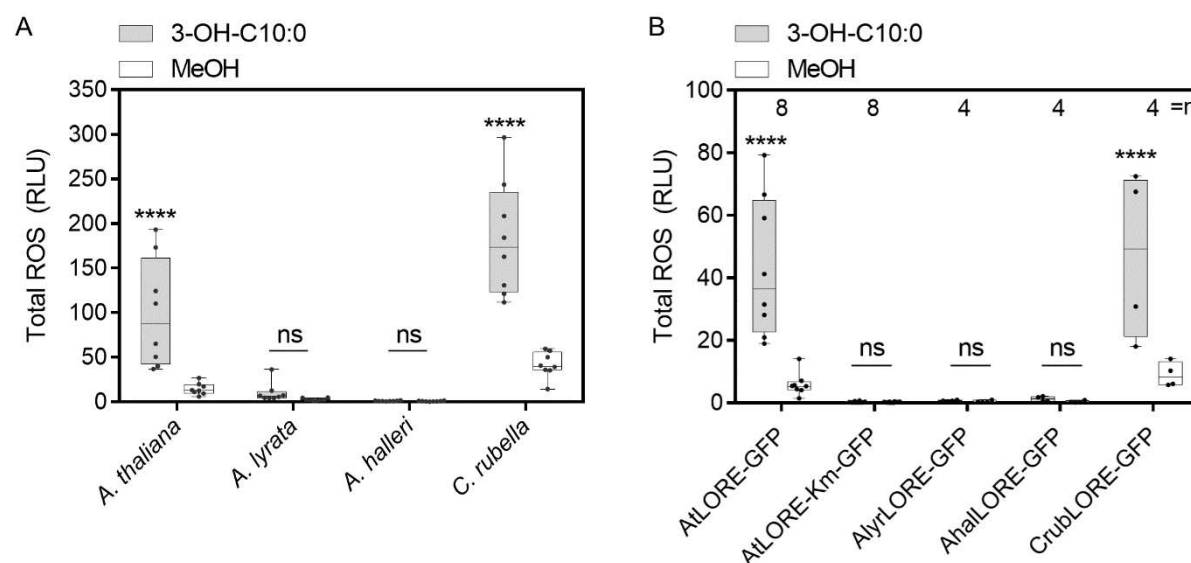 A
3-OH-C10:0
MeOH
Total ROS (RLU)
350
300
250
200
150
100
50
0
****
ns
ns
****
A. thaliana
A. lyrata
A. halleri
C. rubella
B
3-OH-C10:0
MeOH
Total ROS (RLU)
100
80
60
40
20
0
8 8 4 4 4 =n
****
ns
ns
ns
****
AtLORE-GFP
AtLORE-Km-GFP
AlyrLORE-GFP
AhalLORE-GFP
CrubLORE-GFP